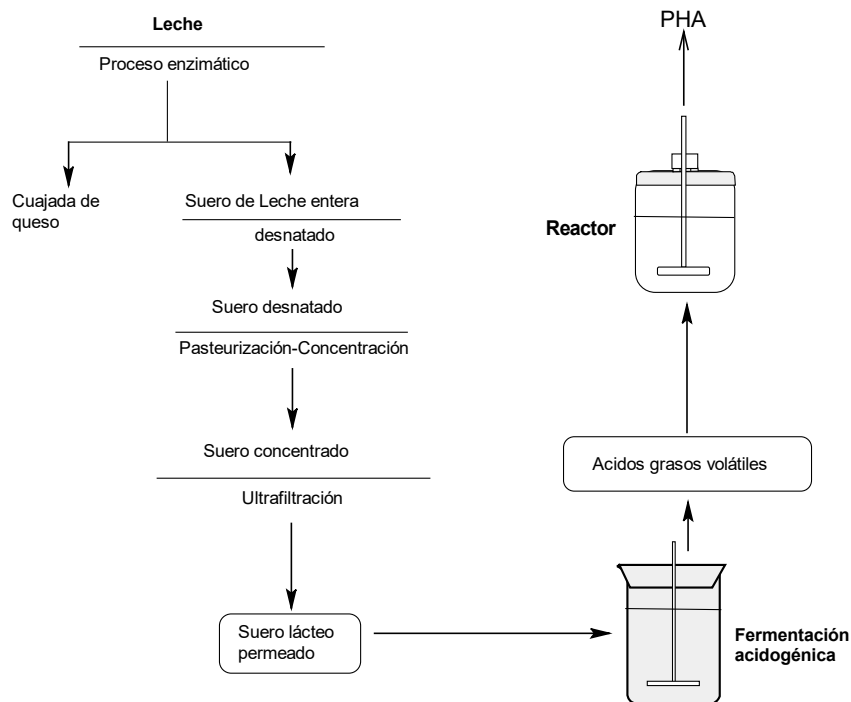 Leche
Proceso enzimático
Cuajada de
queso
Suero de Leche entera
desnatado
Suero desnatado
Pasteurización-Concentración
Suero concentrado
Ultrafiltración
Suero lácteo
permeado
Fermentación
acidogénica
Acidos grasos volátiles
Reactor
PHA